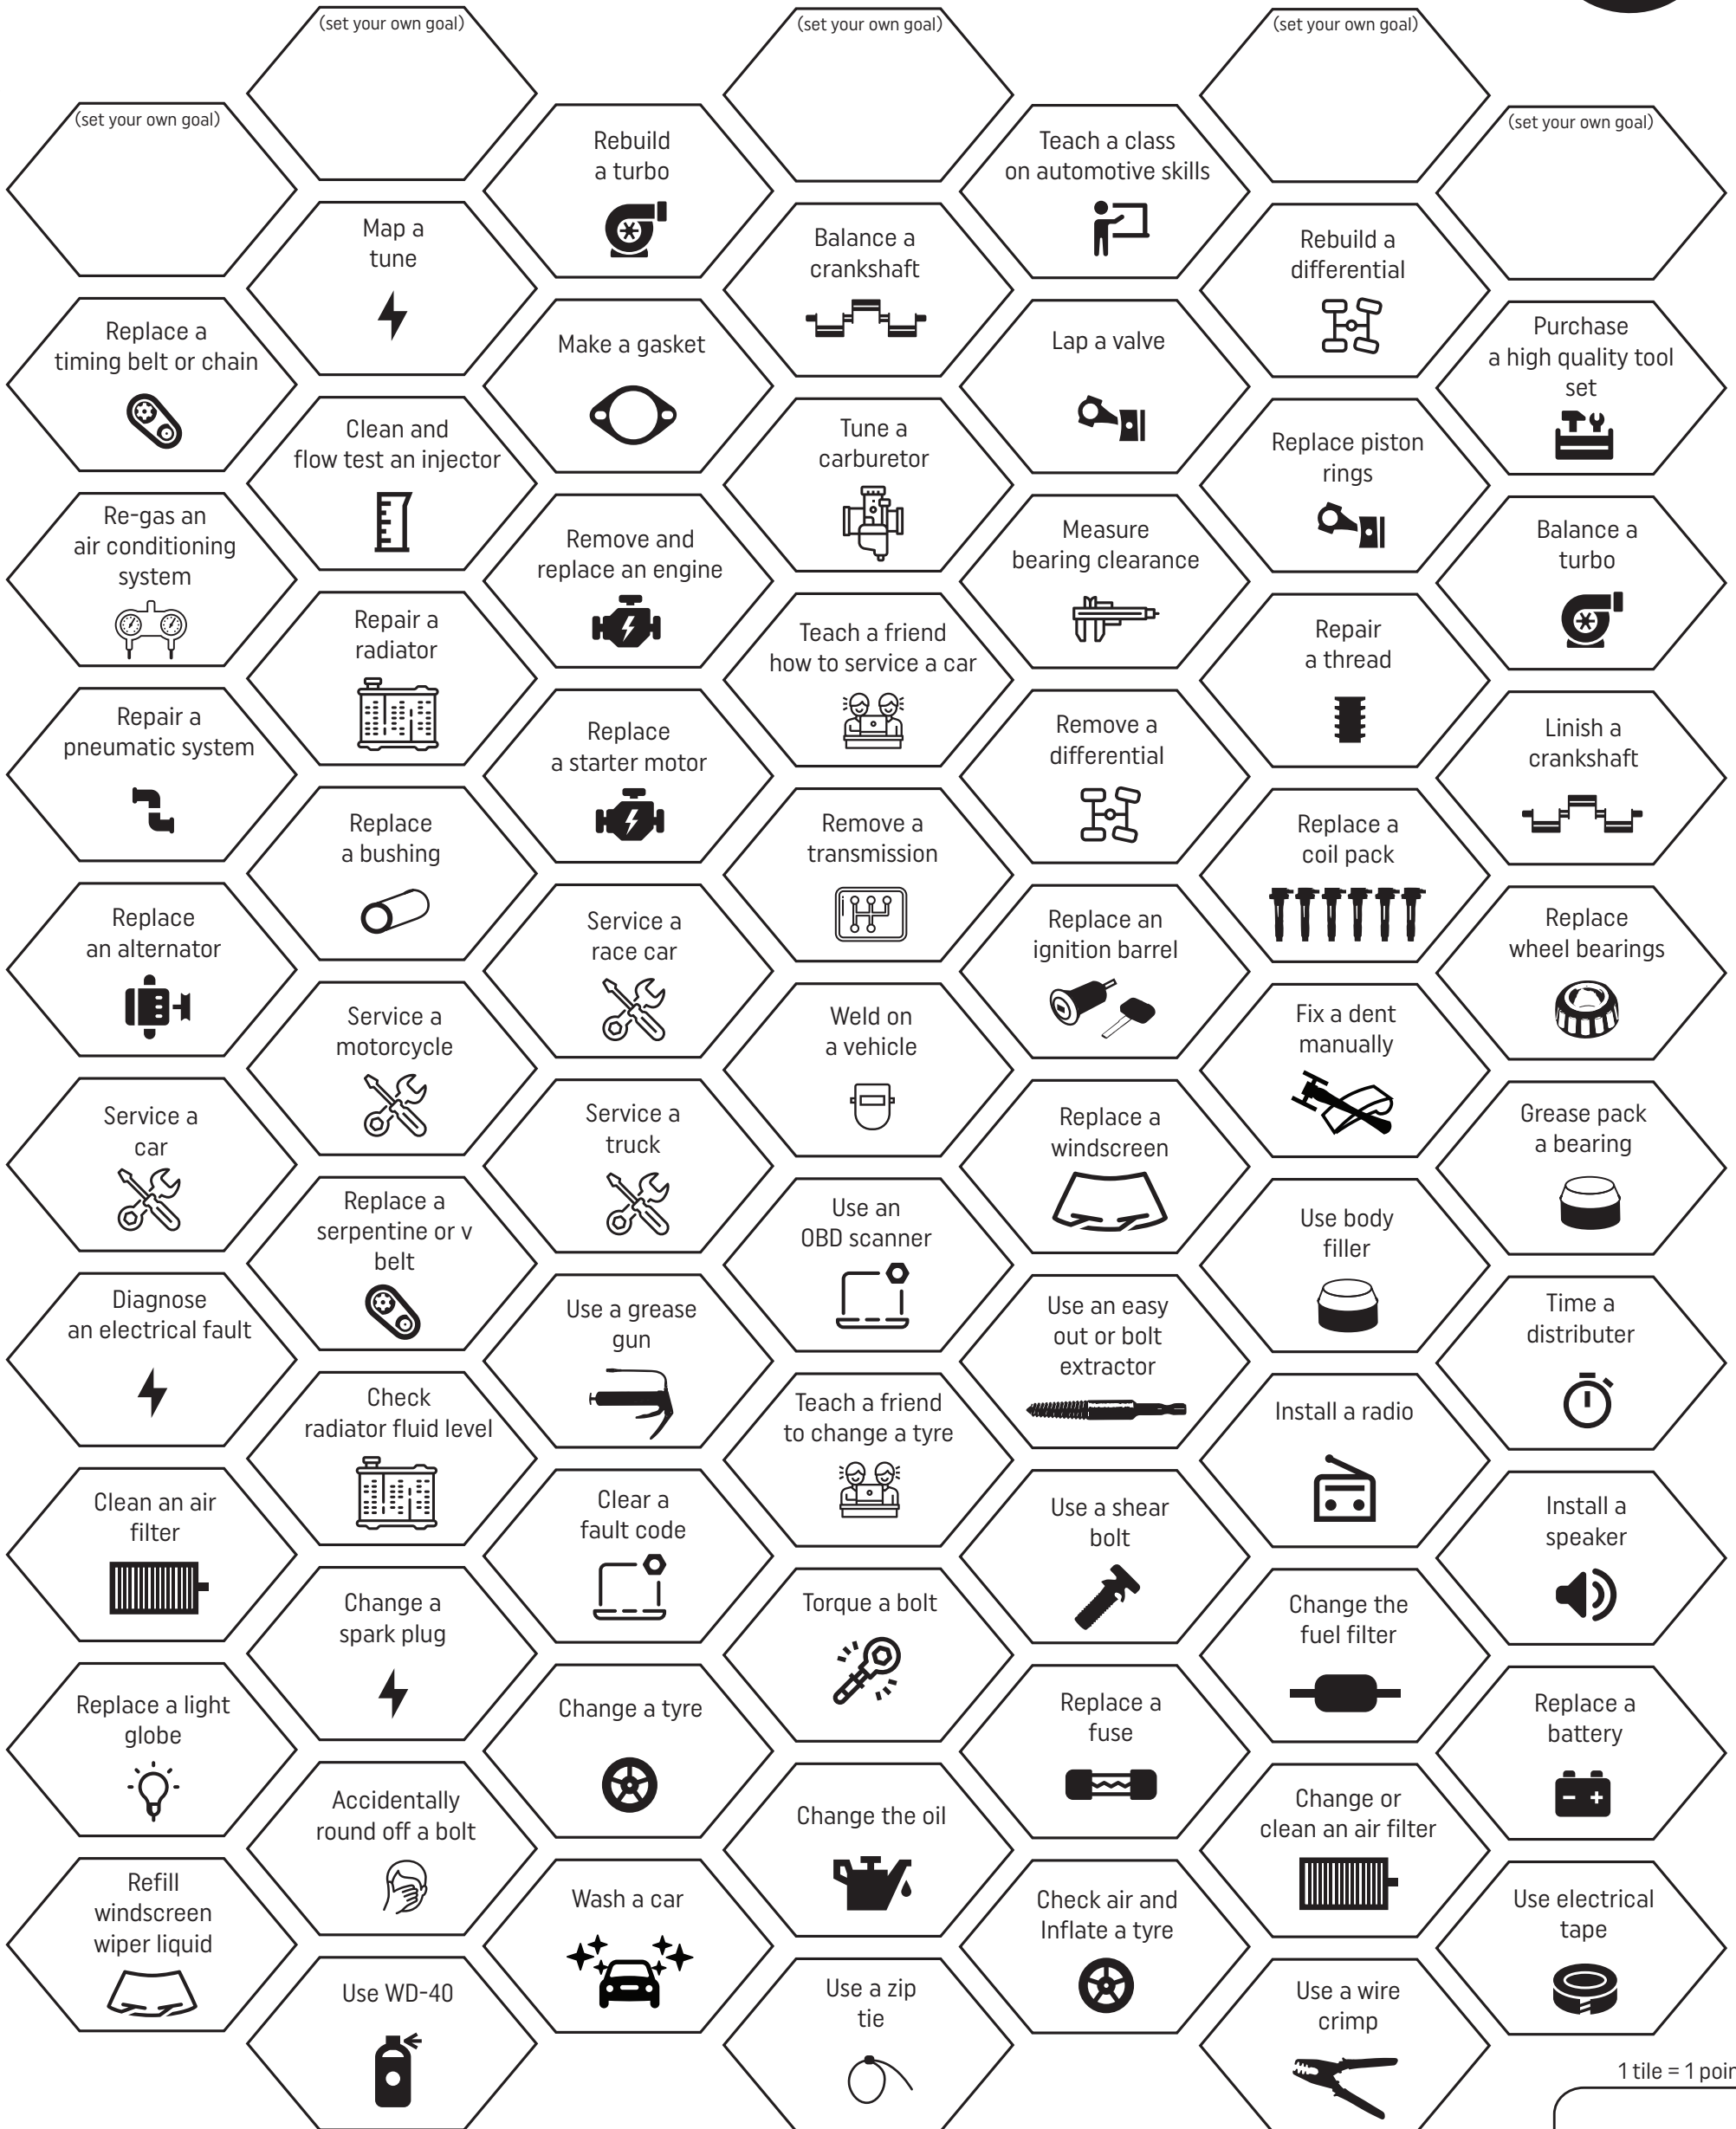 (set your own goal)
(set your own goal)
(set your own goal)
(set your own goal)
(set your own goal)
Rebuild
a turbo
Teach a class
on automotive skills
Map a
tune
Balance a
crankshaft
Rebuild a
differential
Replace a
timing belt or chain
Make a gasket
Lap a valve
Purchase
a high quality tool
set
Clean and
flow test an injector
Tune a
carburetor
Replace piston
rings
Re-gas an
air conditioning
system
Remove and
replace an engine
Measure
bearing clearance
Balance a
turbo
Repair a
radiator
Teach a friend
how to service a car
Repair
a thread
Repair a
pneumatic system
Replace
a starter motor
Remove a
differential
Linish a
crankshaft
Replace
a bushing
Remove a
transmission
Replace a
coil pack
Replace
an alternator
Service a
race car
Replace an
ignition barrel
Replace
wheel bearings
Service a
motorcycle
Weld on
a vehicle
Fix a dent
manually
Service a
car
Service a
truck
Replace a
windscreen
Grease pack
a bearing
Replace a
serpentine or v
belt
Use an
OBD scanner
Use body
filler
Diagnose
an electrical fault
Use a grease
gun
Use an easy
out or bolt
extractor
Time a
distributer
Check
radiator fluid level
Teach a friend
to change a tyre
Install a radio
Clean an air
filter
Clear a
fault code
Use a shear
bolt
Install a
speaker
Change a
spark plug
Torque a bolt
Change the
fuel filter
Replace a light
globe
Change a tyre
Replace a
fuse
Replace a
battery
Accidentally
round off a bolt
Change the oil
Change or
clean an air filter
Refill
windscreen
wiper liquid
Wash a car
Check air and
Inflate a tyre
Use electrical
tape
Use WD-40
Use a zip
tie
Use a wire
crimp
1 tile = 1 poin